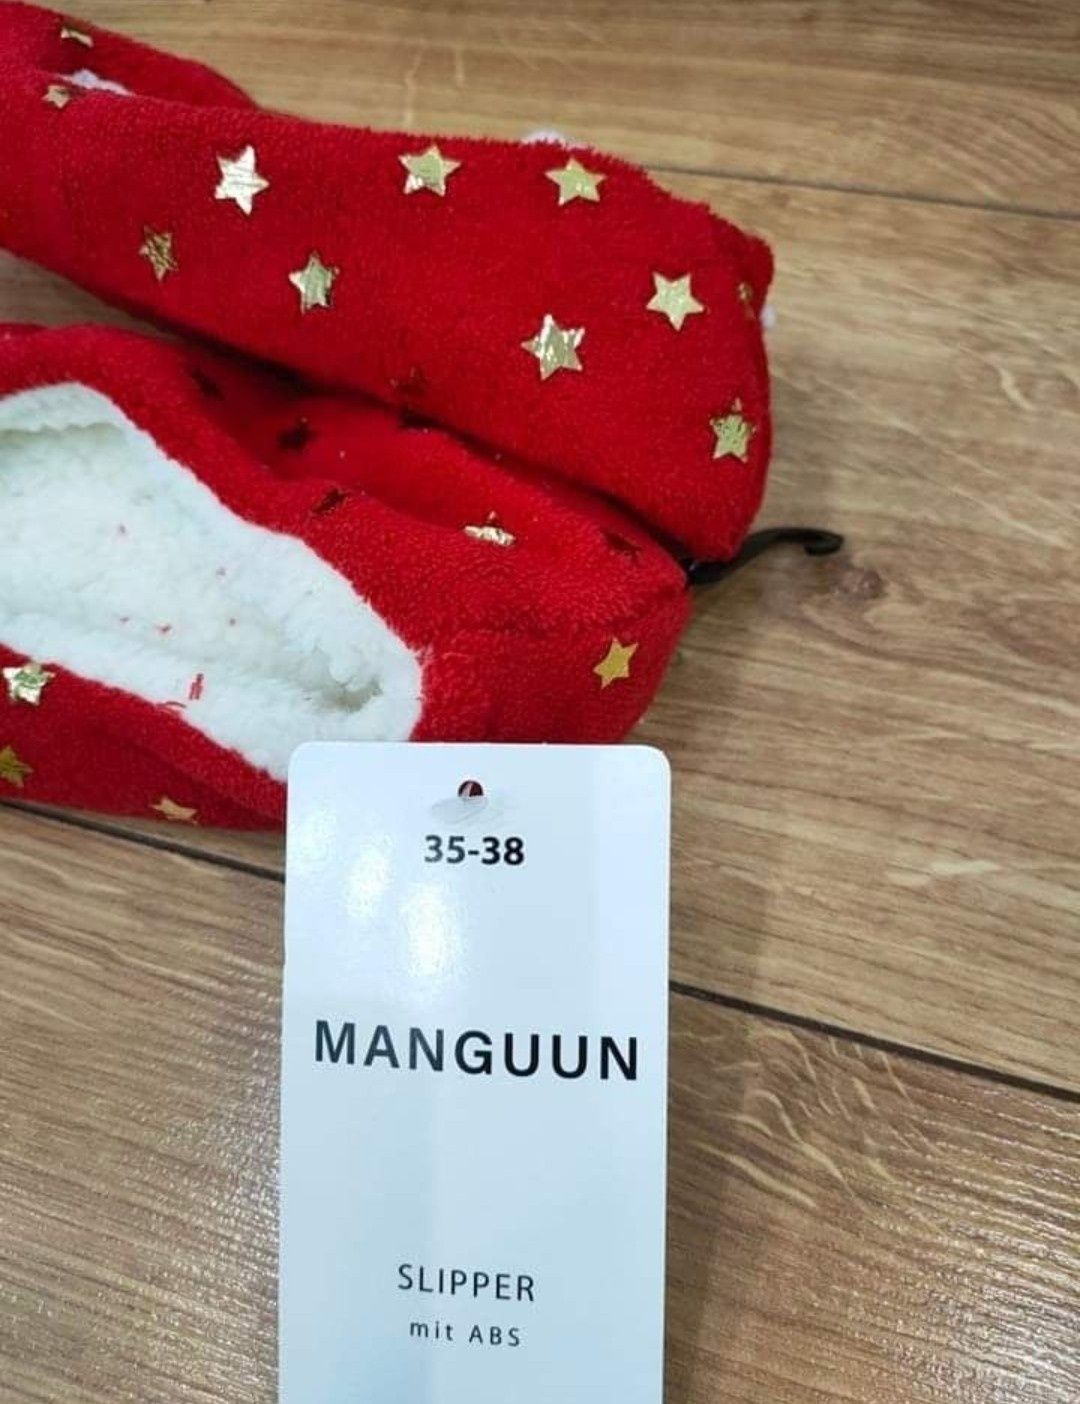 35-38
MANGUUN
SLIPPER
mit ABS